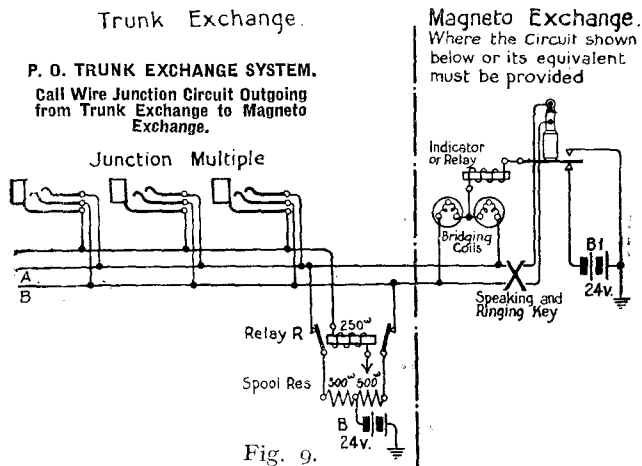 Trunk Exchange.
P. O. TRUNK EXCHANGE SYSTEM.
Call Wire Junction Circuit Outgoing
from Trunk Exchange to Magneto
Exchange.
Junction Multiple
A
B
Relay R
250ω
Spool Res
500ω 500ω
B
24v.
Fig. 9.
Magneto Exchange.
Where the Circuit shown
below or its equivalent
must be provided
Indicator
or Relay
Bridging
Coils
Speaking and
Ringing Key
B1
24v.